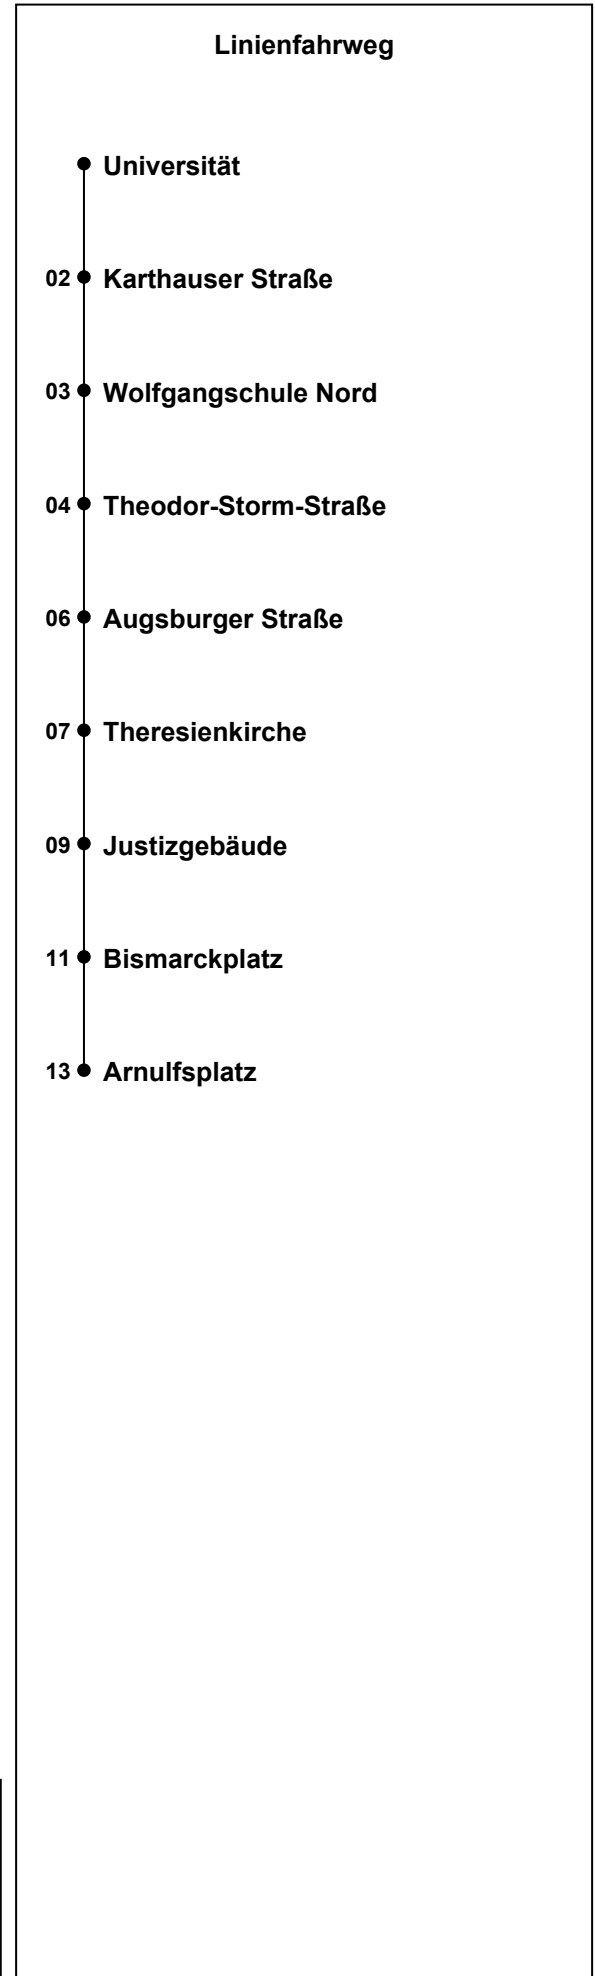 Linienfahrweg
Universität
02 Karthauser Straße
03 Wolfgangschule Nord
04 Theodor-Storm-Straße
06 Augsburger Straße
07 Theresienkirche
09 Justizgebäude
11 Bismarckplatz
13 Arnulfsplatz